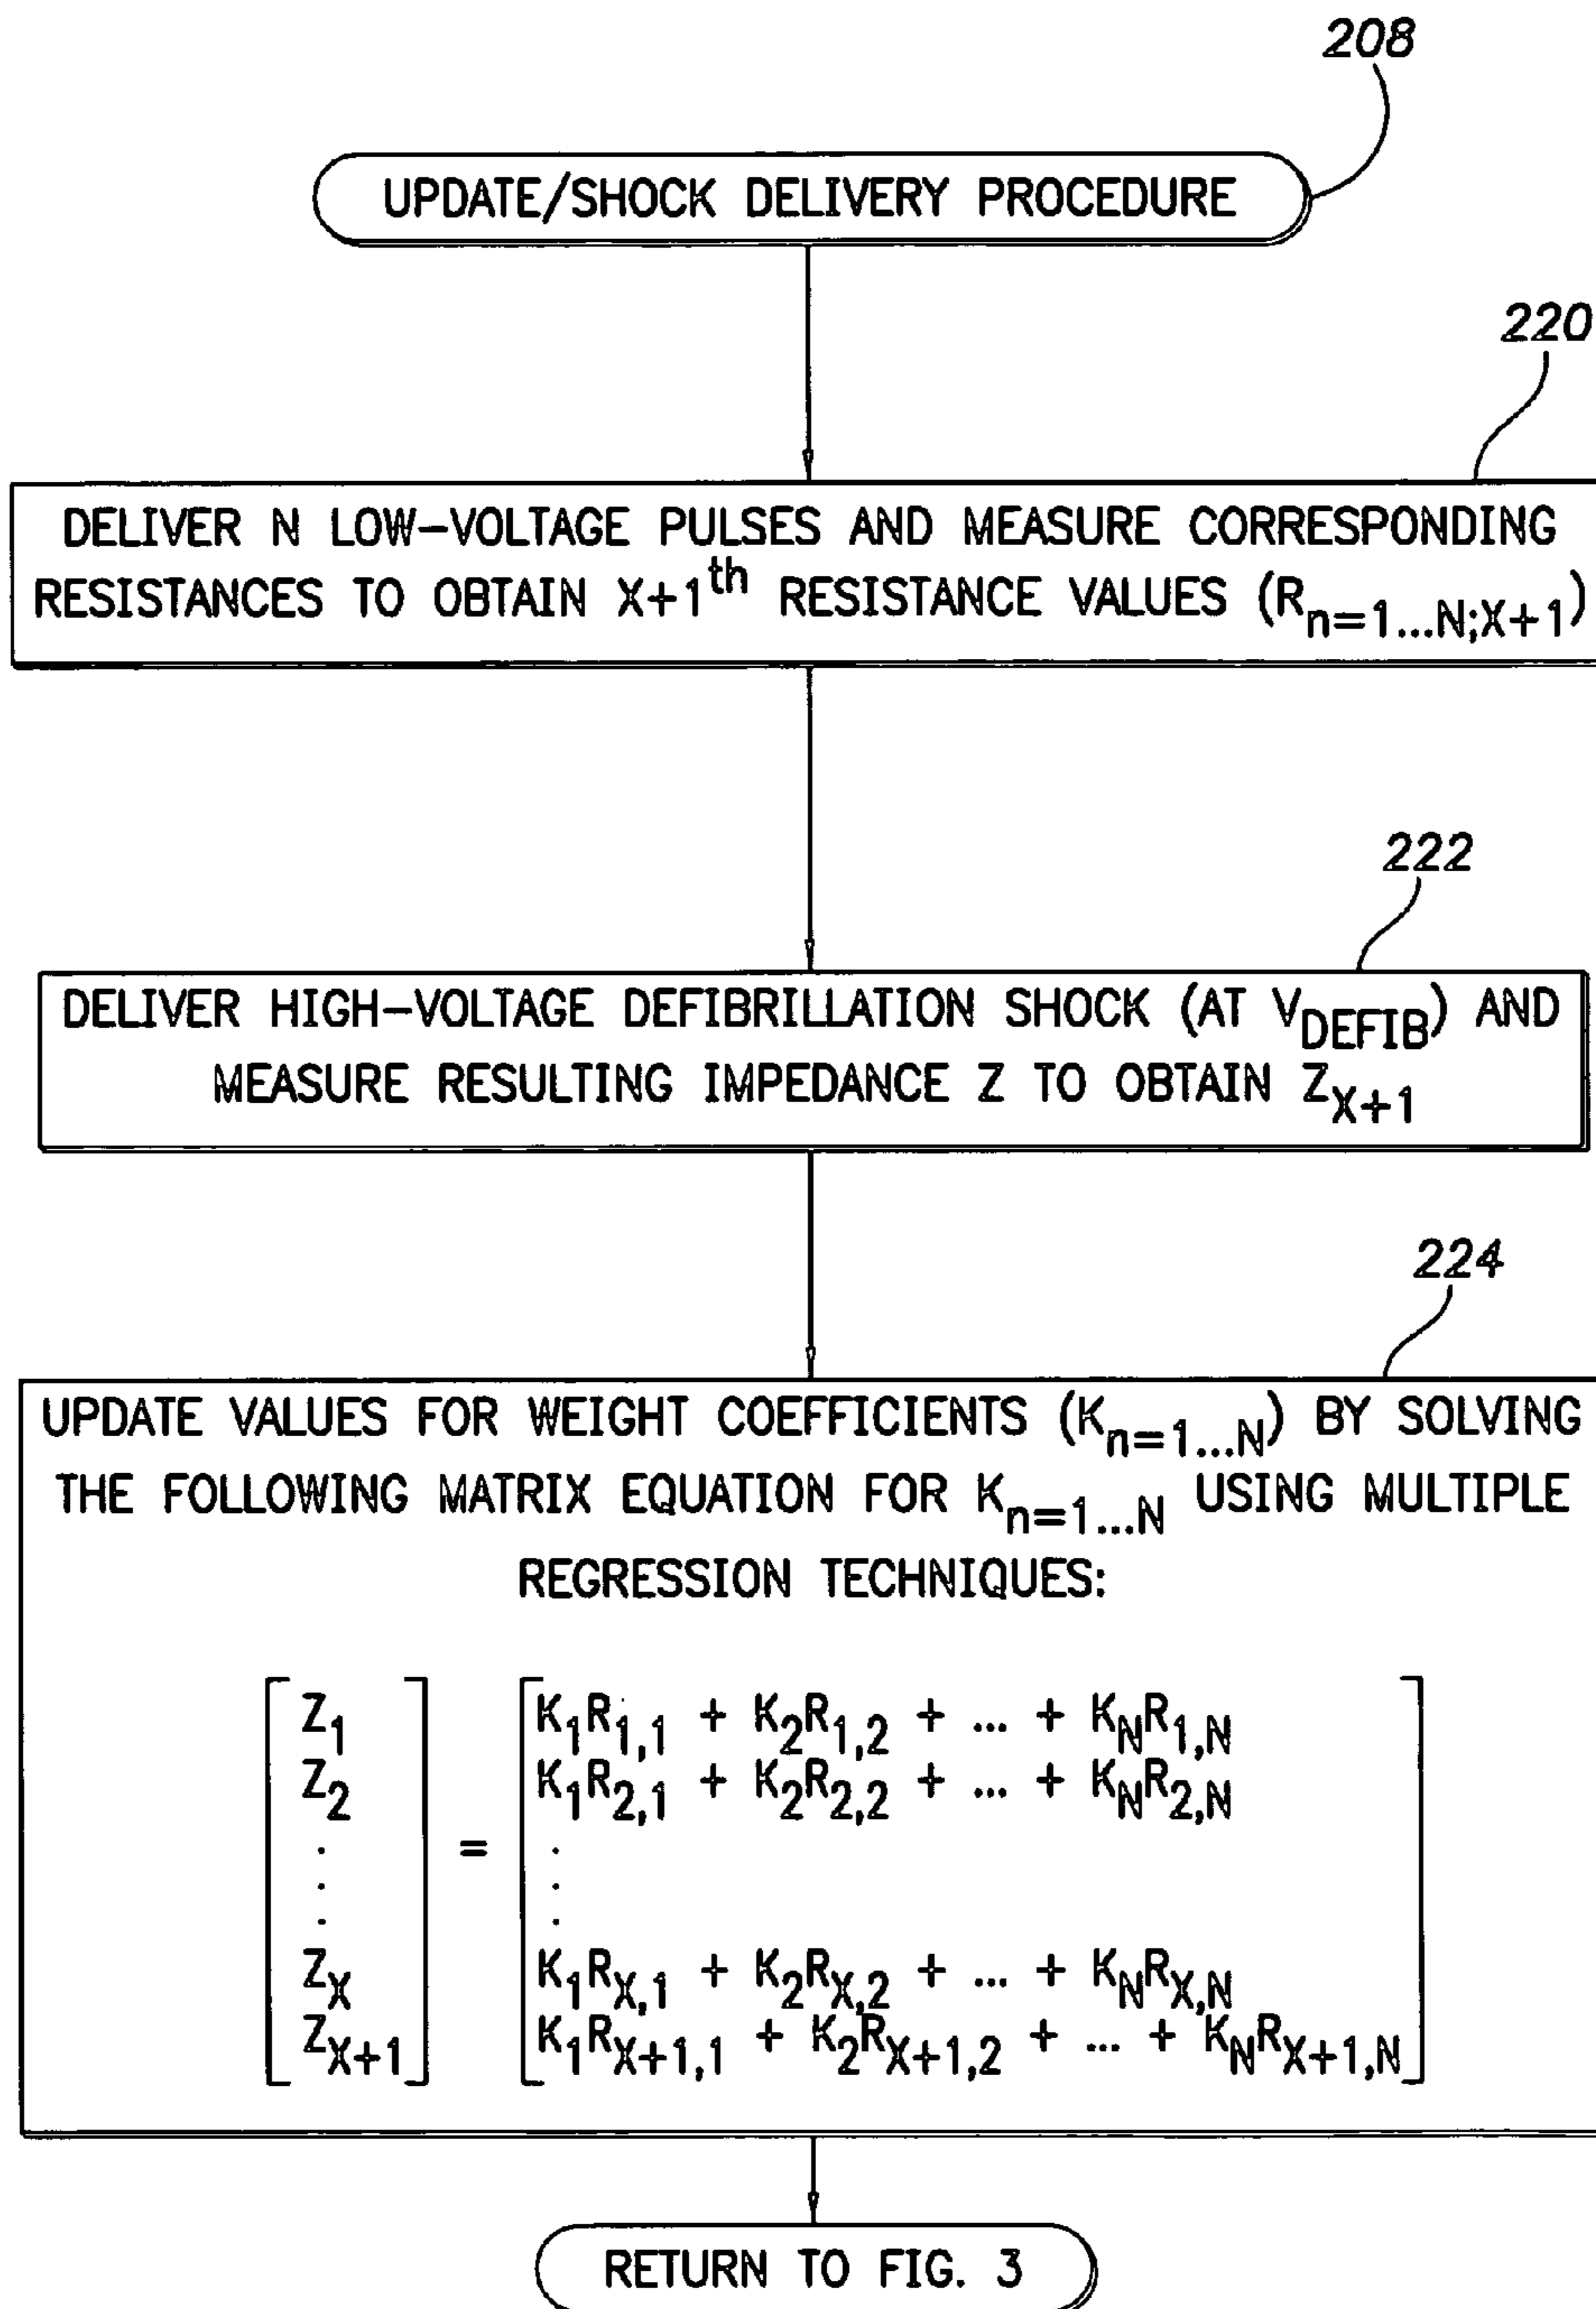 208
UPDATE/SHOCK DELIVERY PROCEDURE
220
DELIVER N LOW-VOLTAGE PULSES AND MEASURE CORRESPONDING
RESISTANCES TO OBTAIN X+1th RESISTANCE VALUES (Rn=1...N;X+1)
222
DELIVER HIGH-VOLTAGE DEFIBRILLATION SHOCK (AT VDEFIB) AND
MEASURE RESULTING IMPEDANCE Z TO OBTAIN ZX+1
224
UPDATE VALUES FOR WEIGHT COEFFICIENTS (Kn=1...N) BY SOLVING
THE FOLLOWING MATRIX EQUATION FOR Kn=1...N USING MULTIPLE
REGRESSION TECHNIQUES:
Z1 K1R1,1 + K2R1,2 + ... + KNR1,N
Z2 K1R2,1 + K2R2,2 + ... + KNR2,N
. = .
. .
. .
ZX K1RX,1 + K2RX,2 + ... + KNRX,N
ZX+1 K1RX+1,1 + K2RX+1,2 + ... + KNRX+1,N
RETURN TO FIG. 3